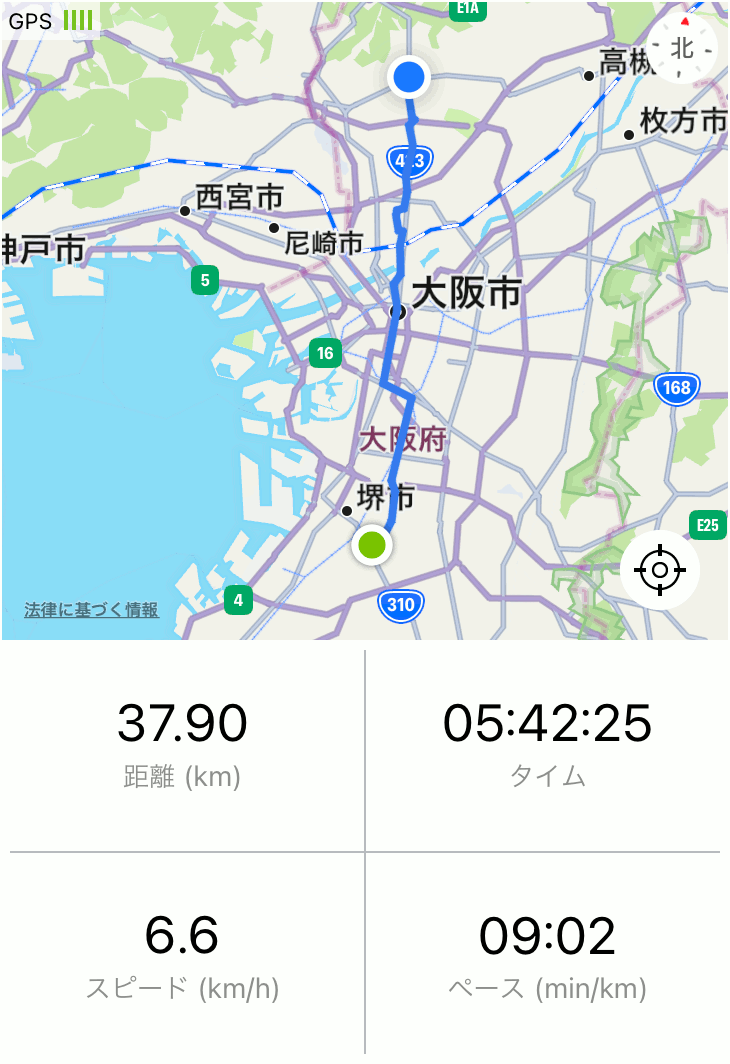 GPS
E1A
北
高槻
枚方市
423
西宮市
尼崎市
神戸市
5
大阪市
16
168
大阪府
堺市
E25
4
310
法律に基づく情報
37.90
距離 (km)
05:42:25
タイム
6.6
スピード (km/h)
09:02
ペース (min/km)